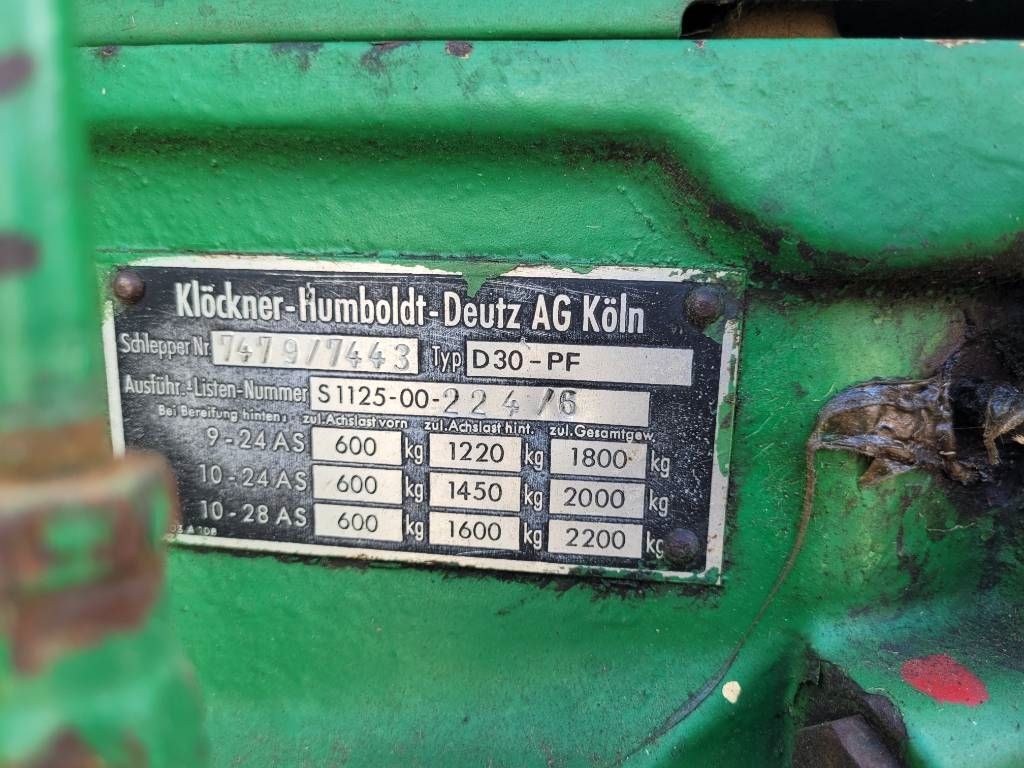 Klöckner-Humboldt-Deutz AG Köln
Schlepper Nr 7479/7443 Typ D30-PF
Ausführ.-Listen-Nummer S1125-00-224/6
Bei Bereifung hinten: zul. Achslast vorn zul. Achslast hint. zul. Gesamtgew.
9-24 AS 600 kg 1220 kg 1800 kg
10-24 AS 600 kg 1450 kg 2000 kg
10-28 AS 600 kg 1600 kg 2200 kg